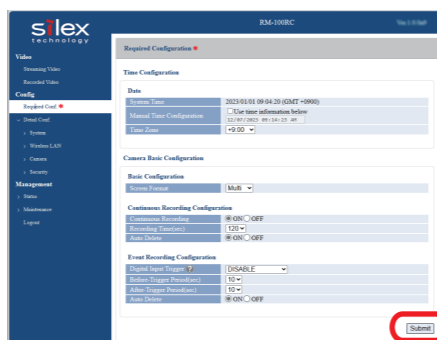 silex
technology
RM-100RC
Video
Streaming Video
Recorded Video
Config
Required Conf.
Detail Conf.
> System
> Wireless LAN
> Camera
> Security
Management
> Status
> Maintenance
Logout
Required Configuration
Time Configuration
Date
System Time 2023/01/01 09:04:20 (GMT +0900)
Manual Time Configuration Use time information below
Time Zone +9:00
Camera Basic Configuration
Basic Configuration
Screen Format Multi
Continuous Recording Configuration
Continuous Recording ON OFF
Recording Time(sec) 120
Auto Delete ON OFF
Event Recording Configuration
Digital Input Trigger ? DISABLE
Before-Trigger Period(sec) 10
After-Trigger Period(sec) 10
Auto Delete ON OFF
Submit